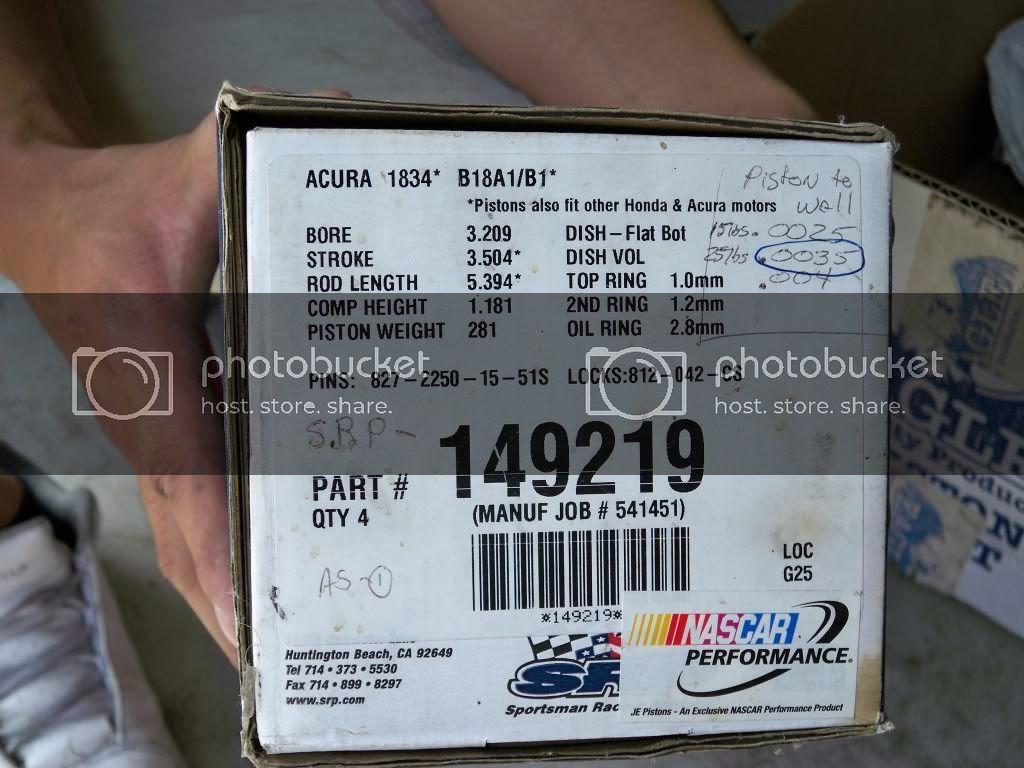 ACURA 1834* B18A1/B1*
*Pistons also fit other Honda & Acura motors
Piston to wall
BORE 3.209 DISH-Flat Bot
15lbs. .0025
STROKE 3.504* DISH VOL
25lbs .0035
ROD LENGTH 5.394* TOP RING 1.0mm
.004
COMP HEIGHT 1.181 2ND RING 1.2mm
PISTON WEIGHT 281 OIL RING 2.8mm
photobucket
host. store. share.
photobucket
host. store. share.
PINS: 827-2250-15-51S LOCKS:812-042-CS
SRP-
149219
PART #
QTY 4 (MANUF JOB # 541451)
LOC
G25
AS-1
*149219*
Huntington Beach, CA 92649
Tel 714 • 373 • 5530
Fax 714 • 899 • 8297
www.srp.com
Sportsman
NASCAR
PERFORMANCE
JE Pistons - An Exclusive NASCAR Performance Product